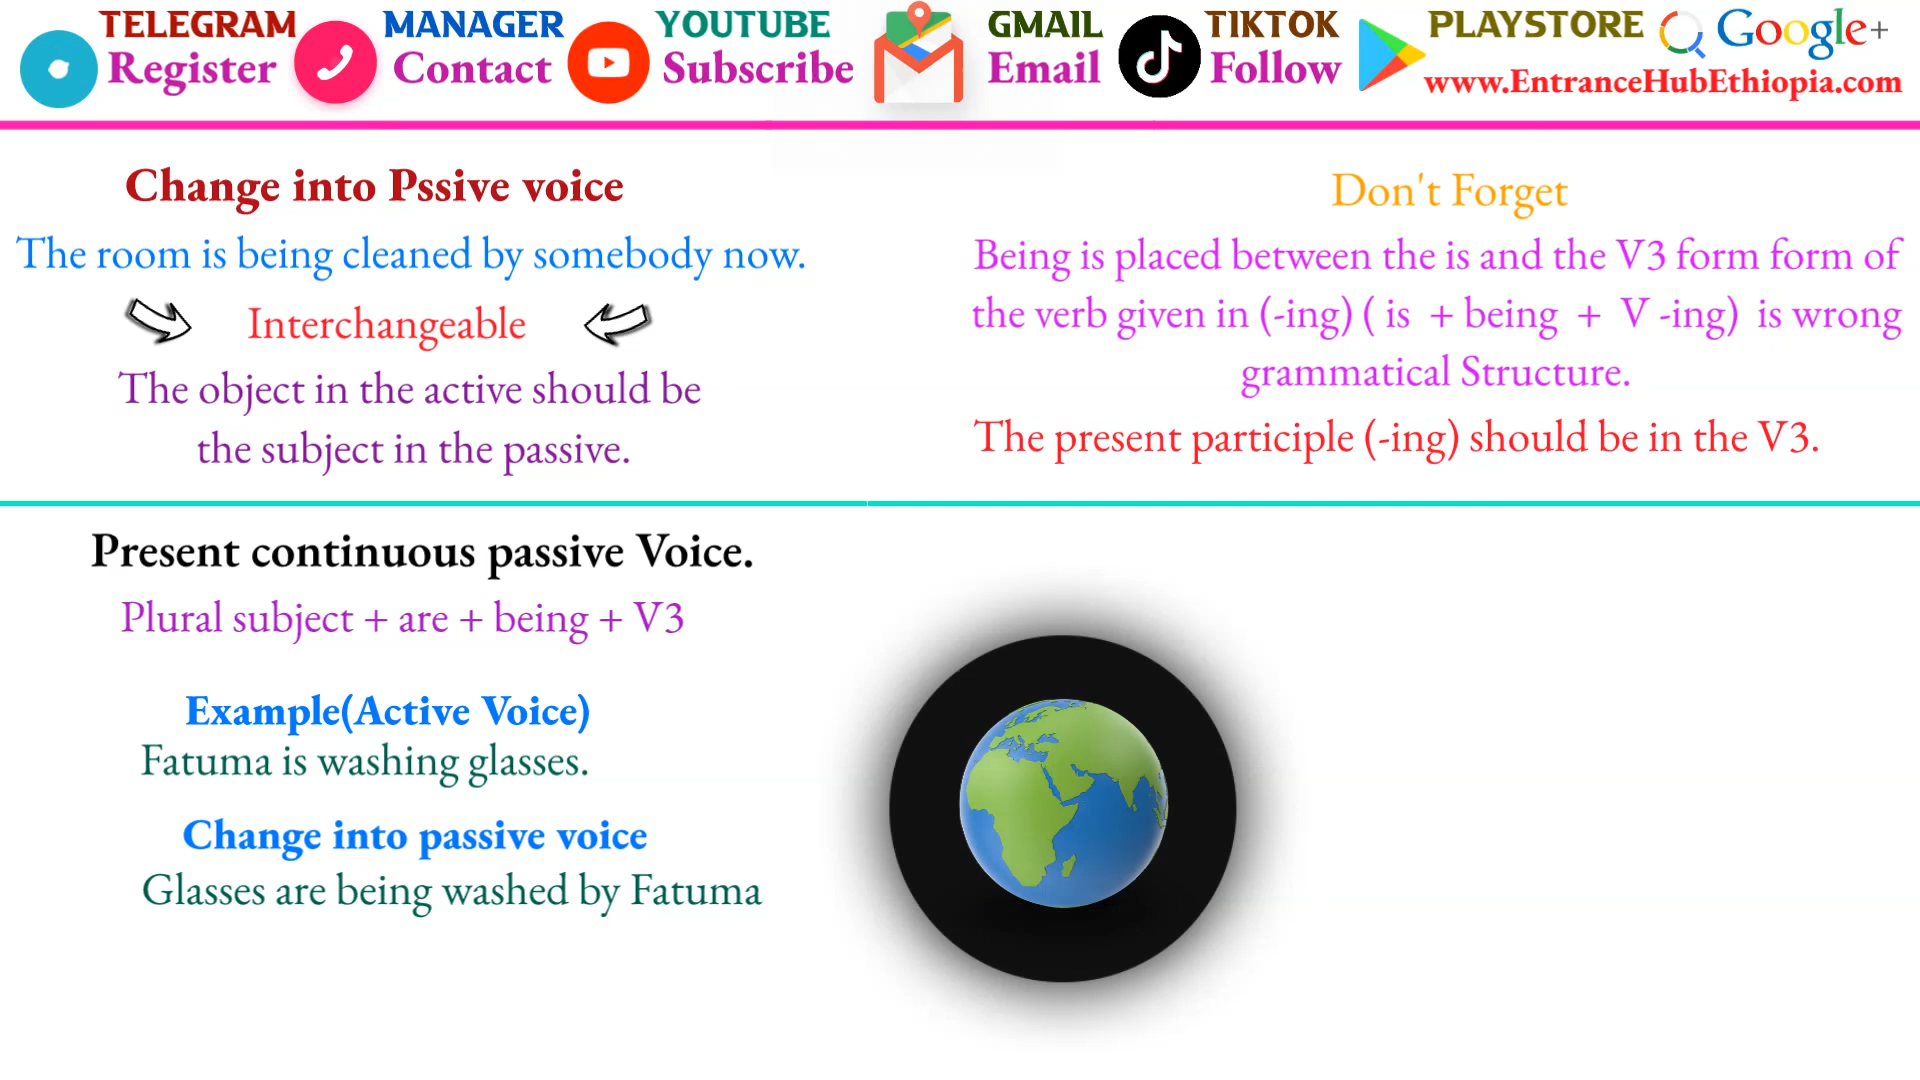 TELEGRAM
Register
MANAGER
Contact
YOUTUBE
Subscribe
GMAIL
Email
TIKTOK
Follow
PLAYSTORE
Google+
www.EntranceHubEthiopia.com
Change into Pssive voice
The room is being cleaned by somebody now.
Interchangeable
The object in the active should be
the subject in the passive.
Don't Forget
Being is placed between the is and the V3 form form of
the verb given in (-ing) ( is + being + V -ing) is wrong
grammatical Structure.
The present participle (-ing) should be in the V3.
Present continuous passive Voice.
Plural subject + are + being + V3
Example(Active Voice)
Fatuma is washing glasses.
Change into passive voice
Glasses are being washed by Fatuma